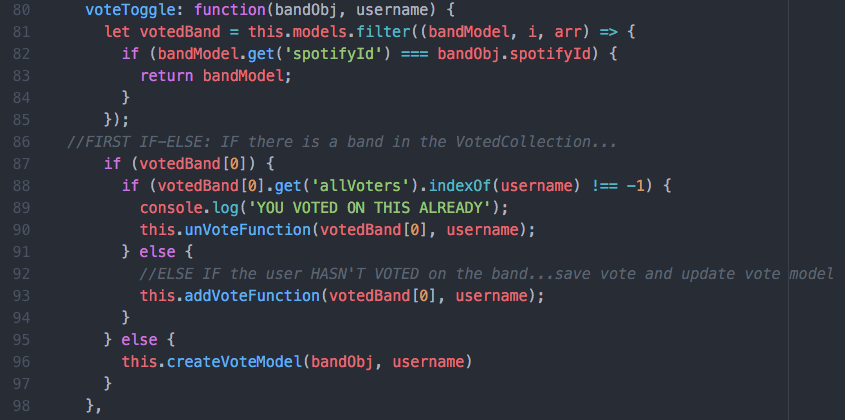 80 voteToggle: function(bandObj, username) {
81 let votedBand = this.models.filter((bandModel, i, arr) => {
82 if (bandModel.get('spotifyId') === bandObj.spotifyId) {
83 return bandModel;
84 }
85 });
86 //FIRST IF-ELSE: IF there is a band in the VotedCollection...
87 if (votedBand[0]) {
88 if (votedBand[0].get('allVoters').indexOf(username) !== -1) {
89 console.log('YOU VOTED ON THIS ALREADY');
90 this.unVoteFunction(votedBand[0], username);
91 } else {
92 //ELSE IF the user HASN'T VOTED on the band...save vote and update vote model
93 this.addVoteFunction(votedBand[0], username);
94 }
95 } else {
96 this.createVoteModel(bandObj, username)
97 }
98 },